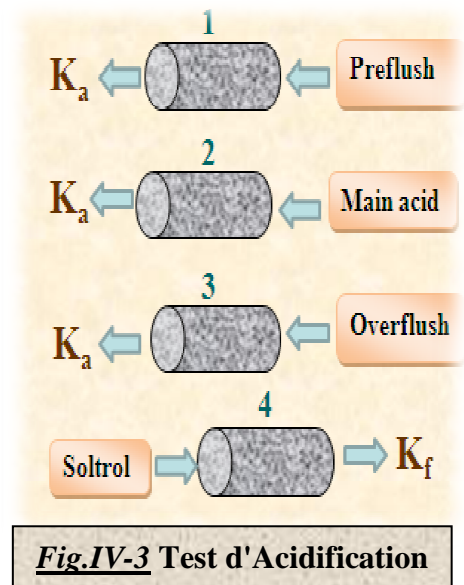 1
Ka Preflush
2
Ka Main acid
3
Ka Overflush
4
Soltrol Kf
Fig.IV-3 Test d'Acidification